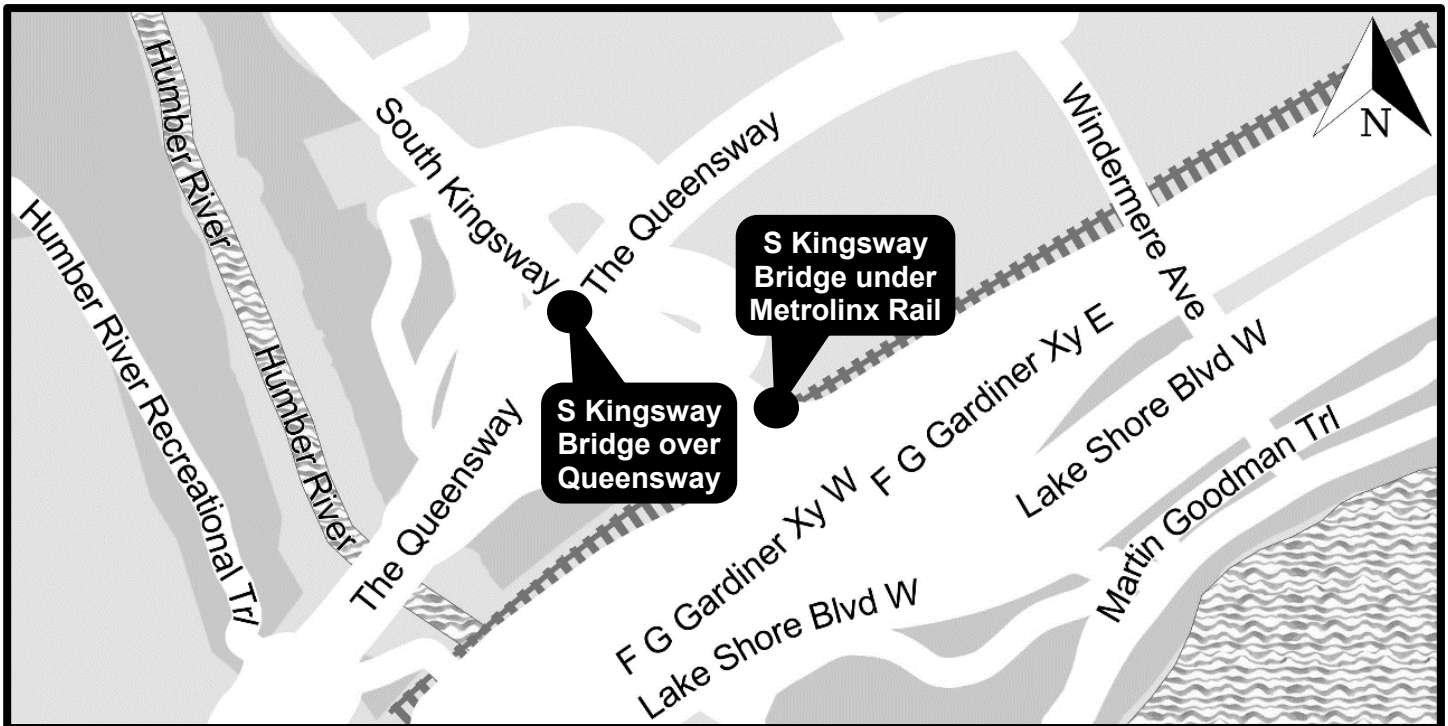 Humber River
South Kingsway
The Queensway
Windermere Ave
N
Humber River
Humber River Recreational Trl
S Kingsway
Bridge under
Metrolinx Rail
Humber River
S Kingsway
Bridge over
Queensway
The Queensway
F G Gardiner Xy E
F G Gardiner Xy W
Lake Shore Blvd W
Lake Shore Blvd W
Martin Goodman Trl